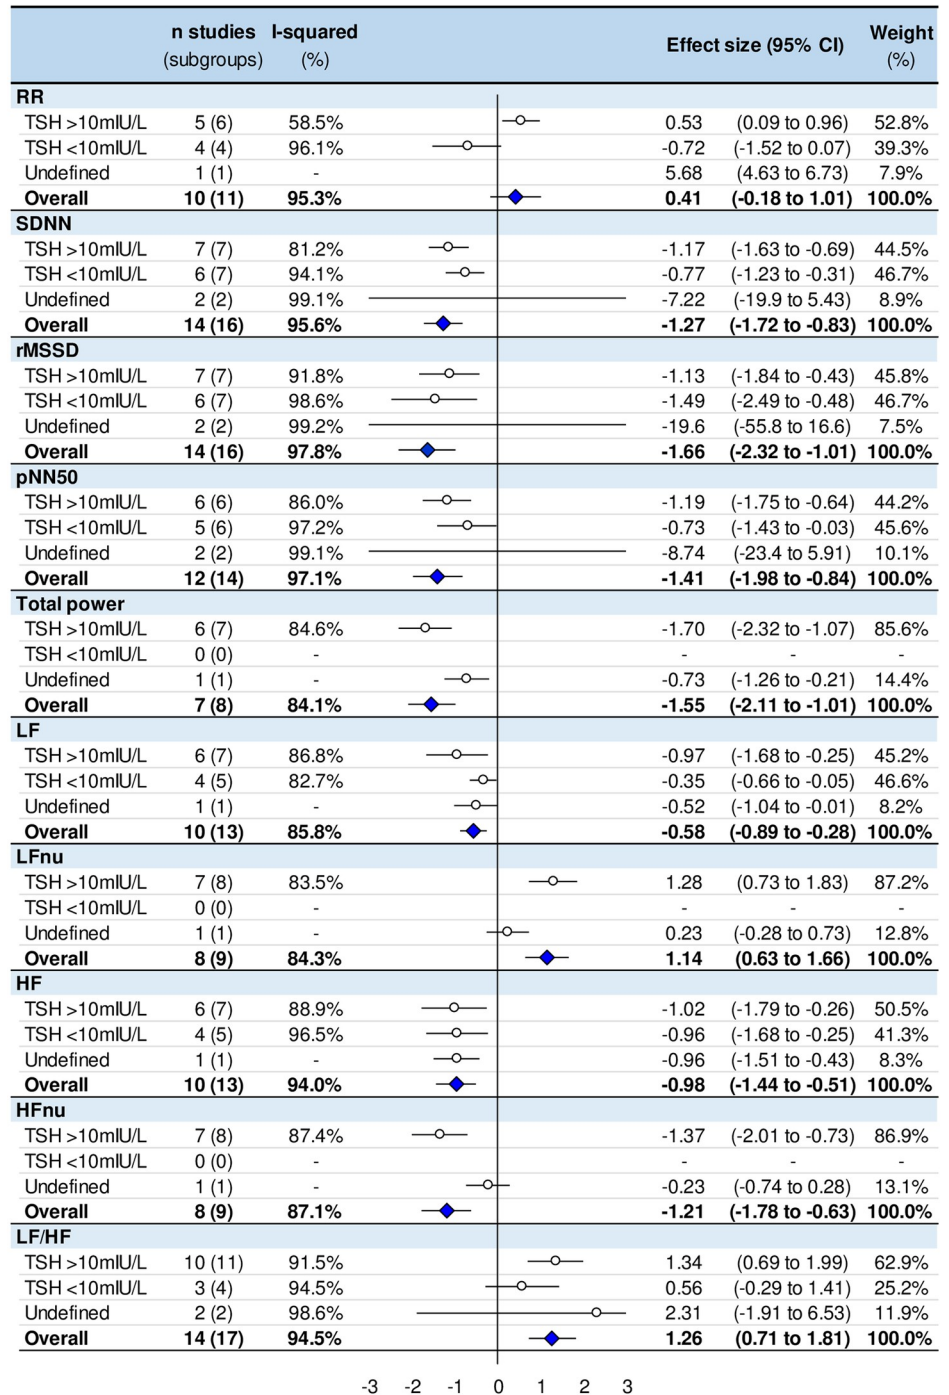 n studies I-squared Effect size (95% CI) Weight
(subgroups) (%) (%)
RR
TSH >10mIU/L 5 (6) 58.5% 0.53 (0.09 to 0.96) 52.8%
TSH <10mIU/L 4 (4) 96.1% -0.72 (-1.52 to 0.07) 39.3%
Undefined 1 (1) - 5.68 (4.63 to 6.73) 7.9%
Overall 10 (11) 95.3% 0.41 (-0.18 to 1.01) 100.0%
SDNN
TSH >10mIU/L 7 (7) 81.2% -1.17 (-1.63 to -0.69) 44.5%
TSH <10mIU/L 6 (7) 94.1% -0.77 (-1.23 to -0.31) 46.7%
Undefined 2 (2) 99.1% -7.22 (-19.9 to 5.43) 8.9%
Overall 14 (16) 95.6% -1.27 (-1.72 to -0.83) 100.0%
rMSSD
TSH >10mIU/L 7 (7) 91.8% -1.13 (-1.84 to -0.43) 45.8%
TSH <10mIU/L 6 (7) 98.6% -1.49 (-2.49 to -0.48) 46.7%
Undefined 2 (2) 99.2% -19.6 (-55.8 to 16.6) 7.5%
Overall 14 (16) 97.8% -1.66 (-2.32 to -1.01) 100.0%
pNN50
TSH >10mIU/L 6 (6) 86.0% -1.19 (-1.75 to -0.64) 44.2%
TSH <10mIU/L 5 (6) 97.2% -0.73 (-1.43 to -0.03) 45.6%
Undefined 2 (2) 99.1% -8.74 (-23.4 to 5.91) 10.1%
Overall 12 (14) 97.1% -1.41 (-1.98 to -0.84) 100.0%
Total power
TSH >10mIU/L 6 (7) 84.6% -1.70 (-2.32 to -1.07) 85.6%
TSH <10mIU/L 0 (0) - - - -
Undefined 1 (1) - -0.73 (-1.26 to -0.21) 14.4%
Overall 7 (8) 84.1% -1.55 (-2.11 to -1.01) 100.0%
LF
TSH >10mIU/L 6 (7) 86.8% -0.97 (-1.68 to -0.25) 45.2%
TSH <10mIU/L 4 (5) 82.7% -0.35 (-0.66 to -0.05) 46.6%
Undefined 1 (1) - -0.52 (-1.04 to -0.01) 8.2%
Overall 10 (13) 85.8% -0.58 (-0.89 to -0.28) 100.0%
LFnu
TSH >10mIU/L 7 (8) 83.5% 1.28 (0.73 to 1.83) 87.2%
TSH <10mIU/L 0 (0) - - - -
Undefined 1 (1) - 0.23 (-0.28 to 0.73) 12.8%
Overall 8 (9) 84.3% 1.14 (0.63 to 1.66) 100.0%
HF
TSH >10mIU/L 6 (7) 88.9% -1.02 (-1.79 to -0.26) 50.5%
TSH <10mIU/L 4 (5) 96.5% -0.96 (-1.68 to -0.25) 41.3%
Undefined 1 (1) - -0.96 (-1.51 to -0.43) 8.3%
Overall 10 (13) 94.0% -0.98 (-1.44 to -0.51) 100.0%
HFnu
TSH >10mIU/L 7 (8) 87.4% -1.37 (-2.01 to -0.73) 86.9%
TSH <10mIU/L 0 (0) - - - -
Undefined 1 (1) - -0.23 (-0.74 to 0.28) 13.1%
Overall 8 (9) 87.1% -1.21 (-1.78 to -0.63) 100.0%
LF/HF
TSH >10mIU/L 10 (11) 91.5% 1.34 (0.69 to 1.99) 62.9%
TSH <10mIU/L 3 (4) 94.5% 0.56 (-0.29 to 1.41) 25.2%
Undefined 2 (2) 98.6% 2.31 (-1.91 to 6.53) 11.9%
Overall 14 (17) 94.5% 1.26 (0.71 to 1.81) 100.0%
-3 -2 -1 0 1 2 3